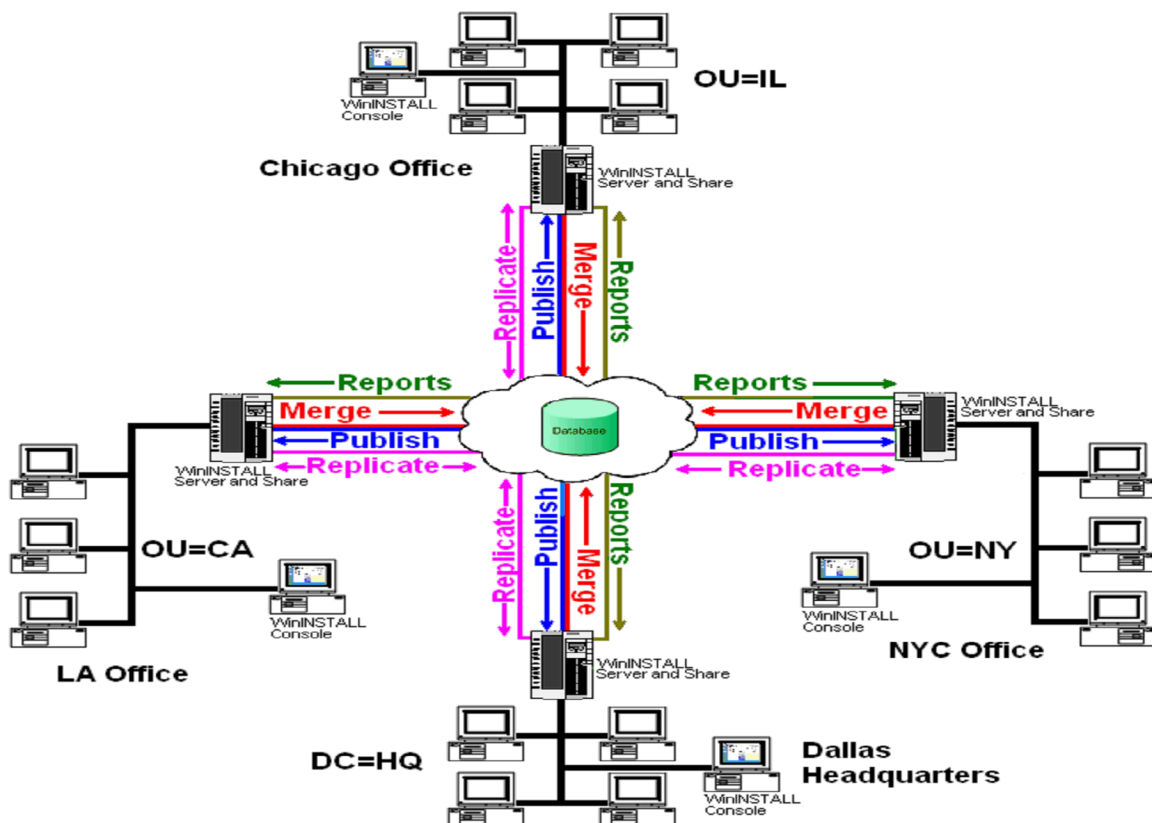 OU=IL
WinINSTALL
Console
Chicago Office
WinINSTALL
Server and Share
Replicate
Publish
Merge
Reports
Reports
Merge
Publish
Replicate
Database
Reports
Merge
Publish
Replicate
WinINSTALL
Server and Share
WinINSTALL
Server and Share
OU=CA
WinINSTALL
Console
LA Office
Replicate
Publish
Merge
Reports
OU=NY
WinINSTALL
Console
NYC Office
WinINSTALL
Server and Share
DC=HQ
Dallas
Headquarters
WinINSTALL
Console